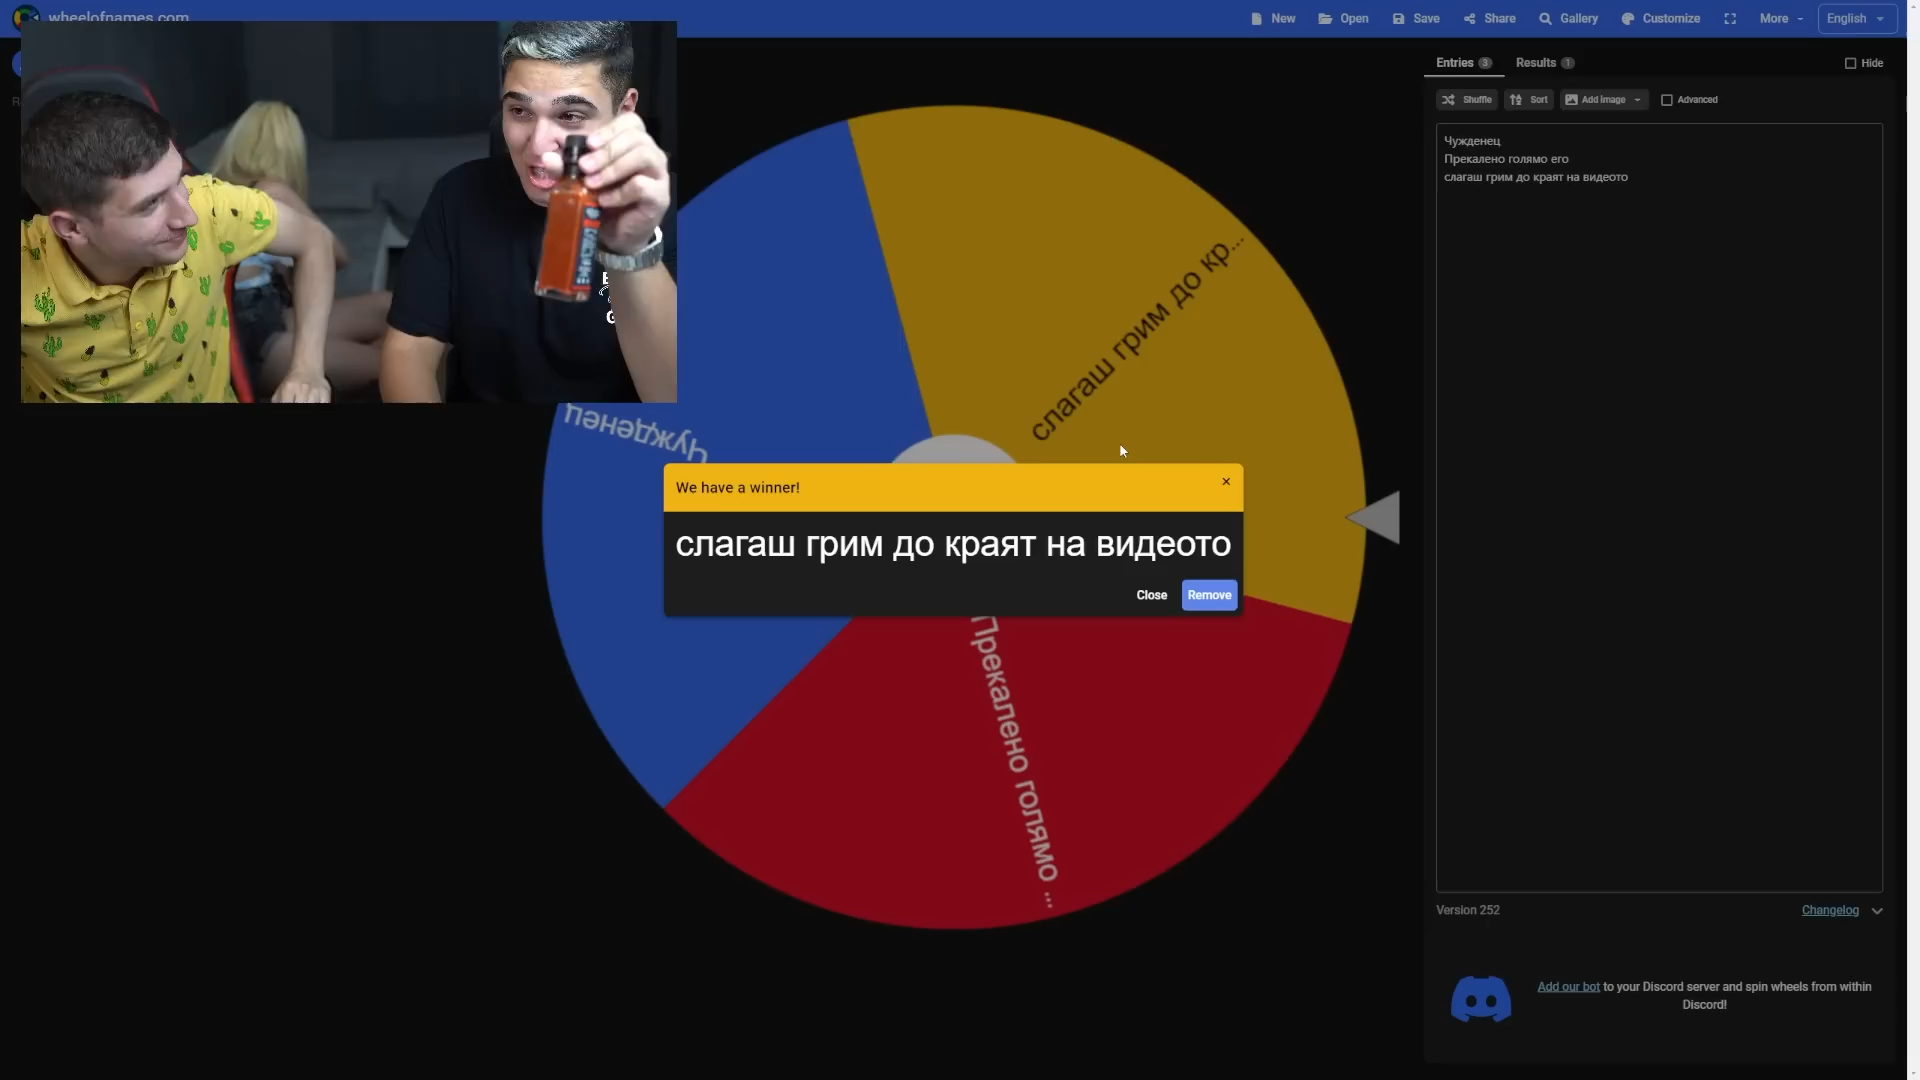 wheelofnames.com
New
Open
Save
Share
Gallery
Customize
More
English
Entries 3
Results 1
Hide
Shuffle
Sort
Add image
Advanced
Чужденец
Прекалено голямо его
слагаш грим до краят на видеото
слагаш грим до кр...
Чужденец
We have a winner!
×
слагаш грим до краят на видеото
Close
Remove
Прекалено голямо ...
Version 252
Changelog
Add our bot to your Discord server and spin wheels from within
Discord!